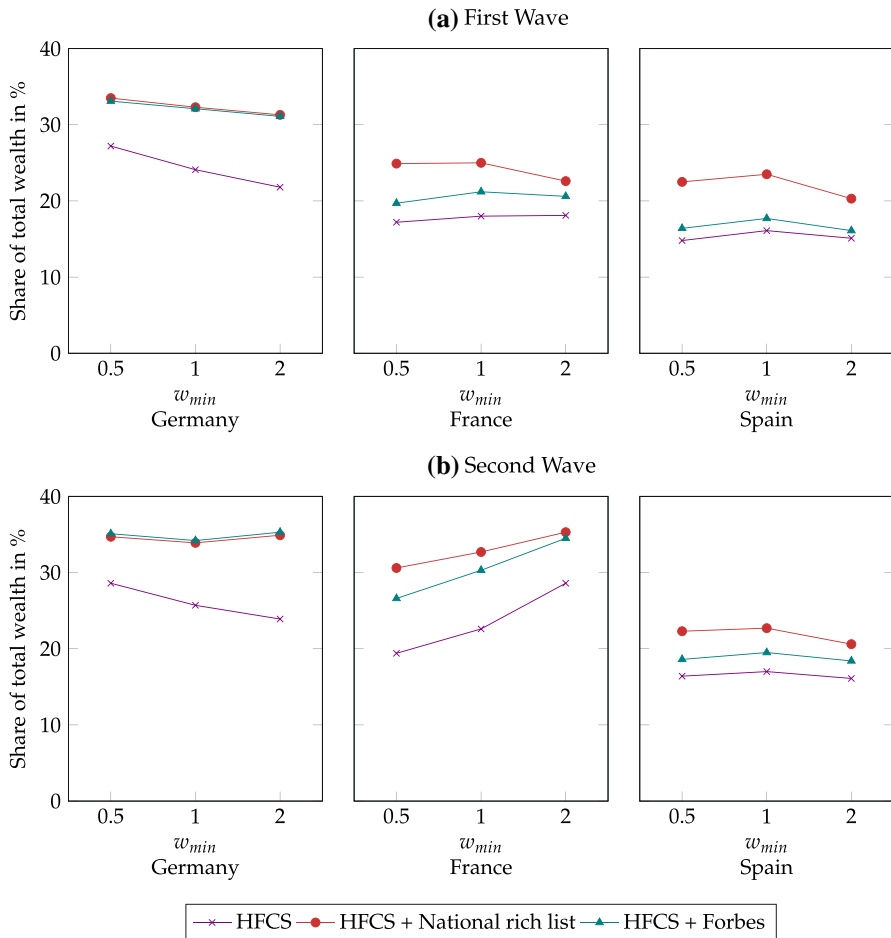 (a) First Wave
Share of total wealth in %
40
30
20
10
0
0.5 1 2
w_min
Germany
0.5 1 2
w_min
France
0.5 1 2
w_min
Spain
(b) Second Wave
Share of total wealth in %
40
30
20
10
0
0.5 1 2
w_min
Germany
0.5 1 2
w_min
France
0.5 1 2
w_min
Spain
HFCS HFCS + National rich list HFCS + Forbes